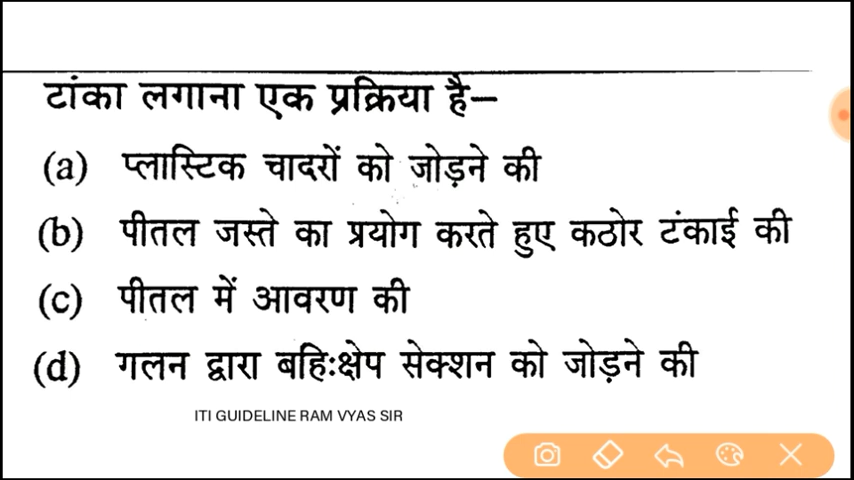 टांका लगाना एक प्रक्रिया है–
(a) प्लास्टिक चादरों को जोड़ने की
(b) पीतल जस्ते का प्रयोग करते हुए कठोर टंकाई की
(c) पीतल में आवरण की
(d) गलन द्वारा बहिःक्षेप सेक्शन को जोड़ने की
ITI GUIDELINE RAM VYAS SIR